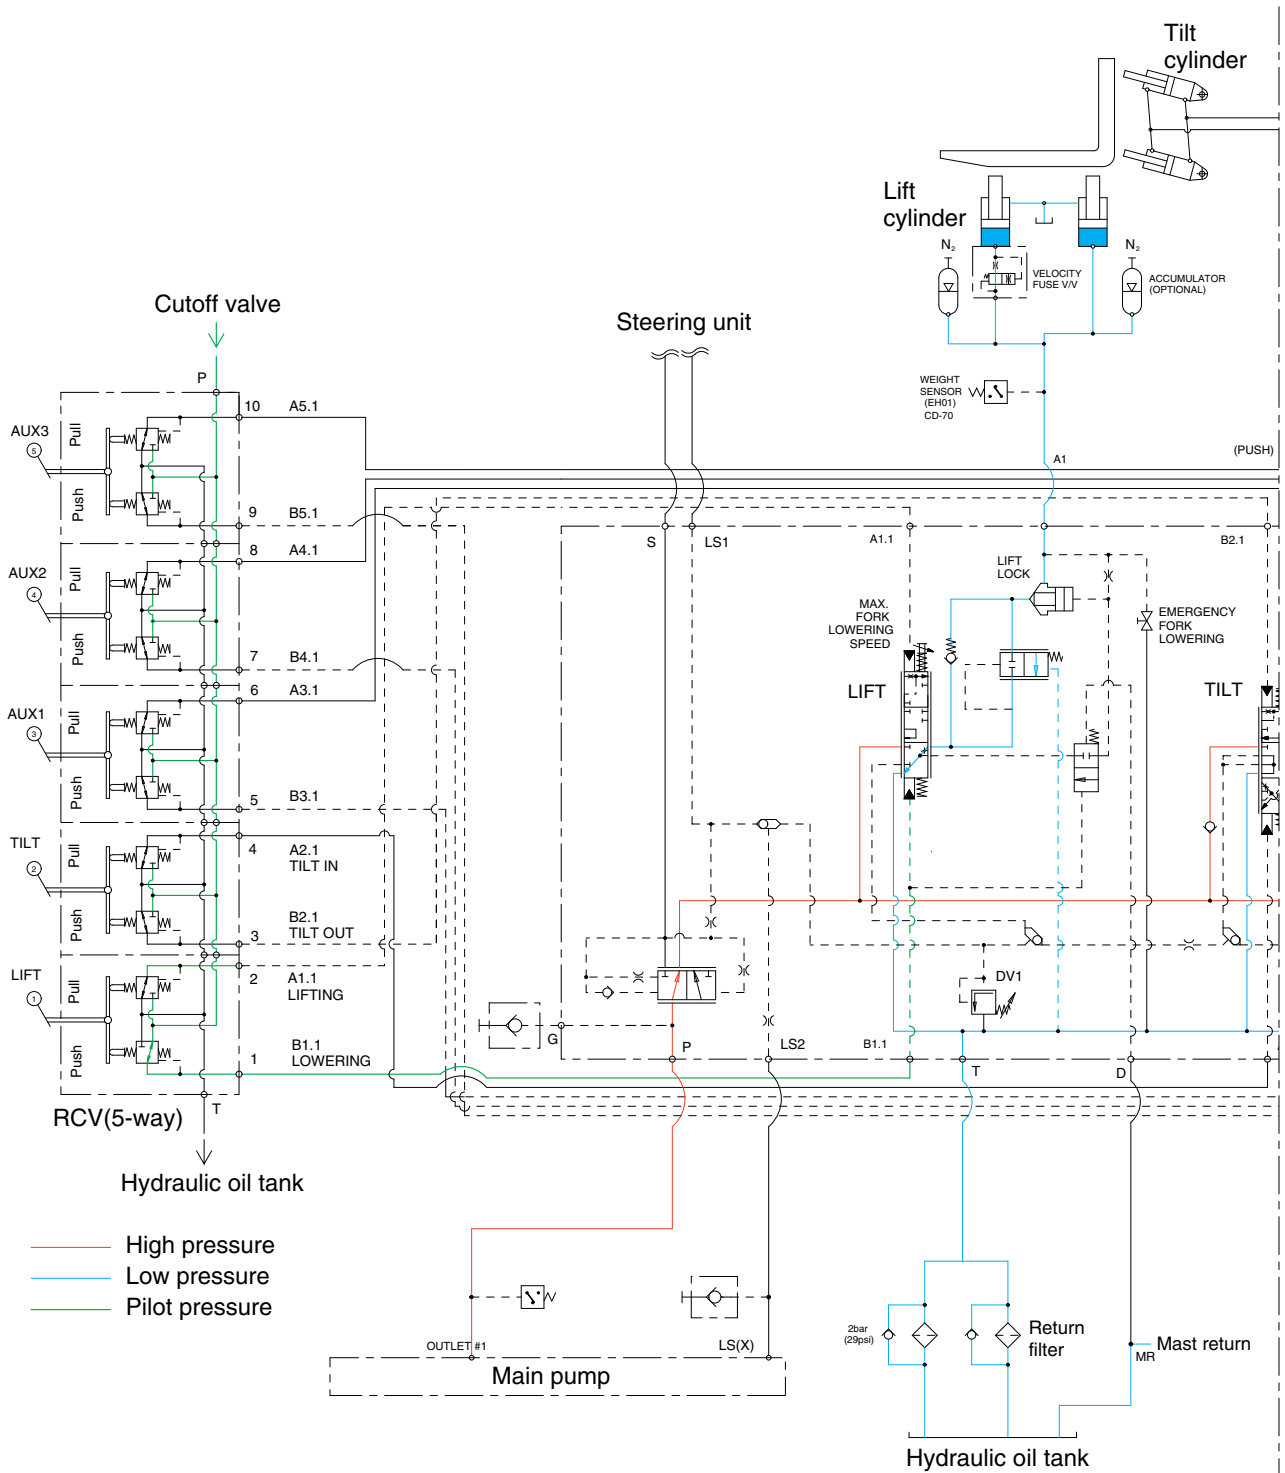 Tilt
cylinder
Lift
cylinder
N₂
N₂
VELOCITY
FUSE V/V
ACCUMULATOR
(OPTIONAL)
Cutoff valve
Steering unit
WEIGHT
SENSOR
(EH01)
CD-70
P
10 A5.1
AUX3
5
Pull
Push
A1
(PUSH)
9 B5.1
8 A4.1
AUX2
4
Pull
Push
7 B4.1
S
LS1
A1.1
B2.1
LIFT
LOCK
MAX.
FORK
LOWERING
SPEED
EMERGENCY
FORK
LOWERING
6 A3.1
AUX1
3
Pull
Push
5 B3.1
LIFT
TILT
TILT
2
Pull
Push
4 A2.1
TILT IN
B2.1
TILT OUT
3
LIFT
1
Pull
Push
2 A1.1
LIFTING
B1.1
LOWERING
1
DV1
G
P
LS2
B1.1
T
D
T
RCV(5-way)
Hydraulic oil tank
High pressure
Low pressure
Pilot pressure
OUTLET #1
LS(X)
Main pump
2bar
(29psi)
Return
filter
Mast return
MR
Hydraulic oil tank